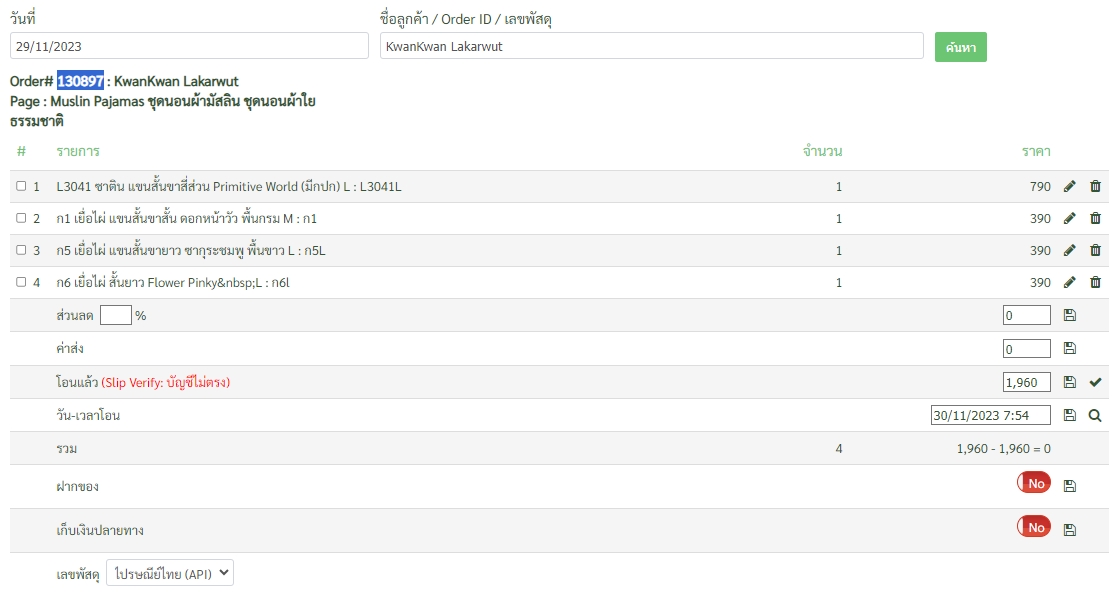 วันที่
ชื่อลูกค้า / Order ID / เลขพัสดุ
29/11/2023
KwanKwan Lakarwut
ค้นหา
Order# 130897 : KwanKwan Lakarwut
Page : Muslin Pajamas ชุดนอนผ้ามัสลิน ชุดนอนผ้าใย
ธรรมชาติ
# รายการ จำนวน ราคา
1 L3041 ซาติน แขนสั้นขาสี่ส่วน Primitive World (มีกปก) L : L3041L 1 790
2 ก1 เยื่อไผ่ แขนสั้นขาสั้น ดอกหน้าวัว พื้นกรม M : ก1 1 390
3 ก5 เยื่อไผ่ แขนสั้นขายาว ซากุระชมพู พื้นขาว L : ก5L 1 390
4 ก6 เยื่อไผ่ สั้นยาว Flower Pinky&nbsp;L : ก6l 1 390
ส่วนลด % 0
ค่าส่ง 0
โอนแล้ว (Slip Verify: บัญชีไม่ตรง) 1,960
วัน-เวลาโอน 30/11/2023 7:54
รวม 4 1,960 - 1,960 = 0
ฝากของ No
เก็บเงินปลายทาง No
เลขพัสดุ ไปรษณีย์ไทย (API)